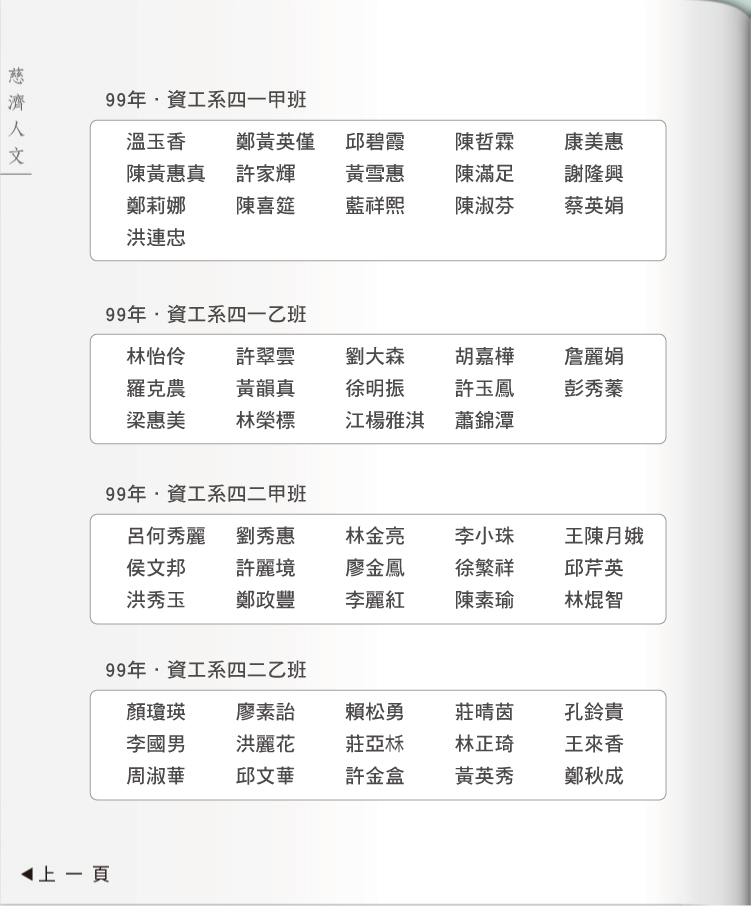 慈濟人文
99年．資工系四一甲班
溫玉香 鄭黃英僅 邱碧霞 陳哲霖 康美惠
陳黃惠真 許家輝 黃雪惠 陳滿足 謝隆興
鄭莉娜 陳喜筵 藍祥熙 陳淑芬 蔡英娟
洪連忠
99年．資工系四一乙班
林怡伶 許翠雲 劉大森 胡嘉樺 詹麗娟
羅克農 黃韻真 徐明振 許玉鳳 彭秀蓁
梁惠美 林榮標 江楊雅淇 蕭錦潭
99年．資工系四二甲班
呂何秀麗 劉秀惠 林金亮 李小珠 王陳月娥
侯文邦 許麗境 廖金鳳 徐繁祥 邱芹英
洪秀玉 鄭政豐 李麗紅 陳素瑜 林焜智
99年．資工系四二乙班
顏瓊瑛 廖素詒 賴松勇 莊晴茵 孔鈴貴
李國男 洪麗花 莊亞秝 林正琦 王來香
周淑華 邱文華 許金盒 黃英秀 鄭秋成
◀上一頁